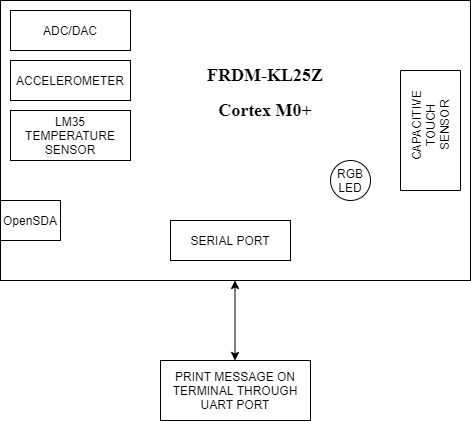 ADC/DAC
ACCELEROMETER
LM35
TEMPERATURE
SENSOR
OpenSDA
FRDM-KL25Z
Cortex M0+
RGB
LED
CAPACITIVE
TOUCH
SENSOR
SERIAL PORT
PRINT MESSAGE ON
TERMINAL THROUGH
UART PORT